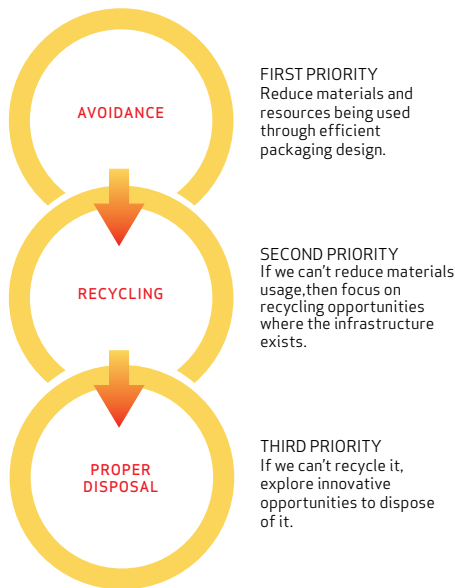 AVOIDANCE
FIRST PRIORITY
Reduce materials and
resources being used
through efficient
packaging design.
RECYCLING
SECOND PRIORITY
If we can't reduce materials
usage,then focus on
recycling opportunities
where the infrastructure
exists.
PROPER
DISPOSAL
THIRD PRIORITY
If we can't recycle it,
explore innovative
opportunities to dispose
of it.